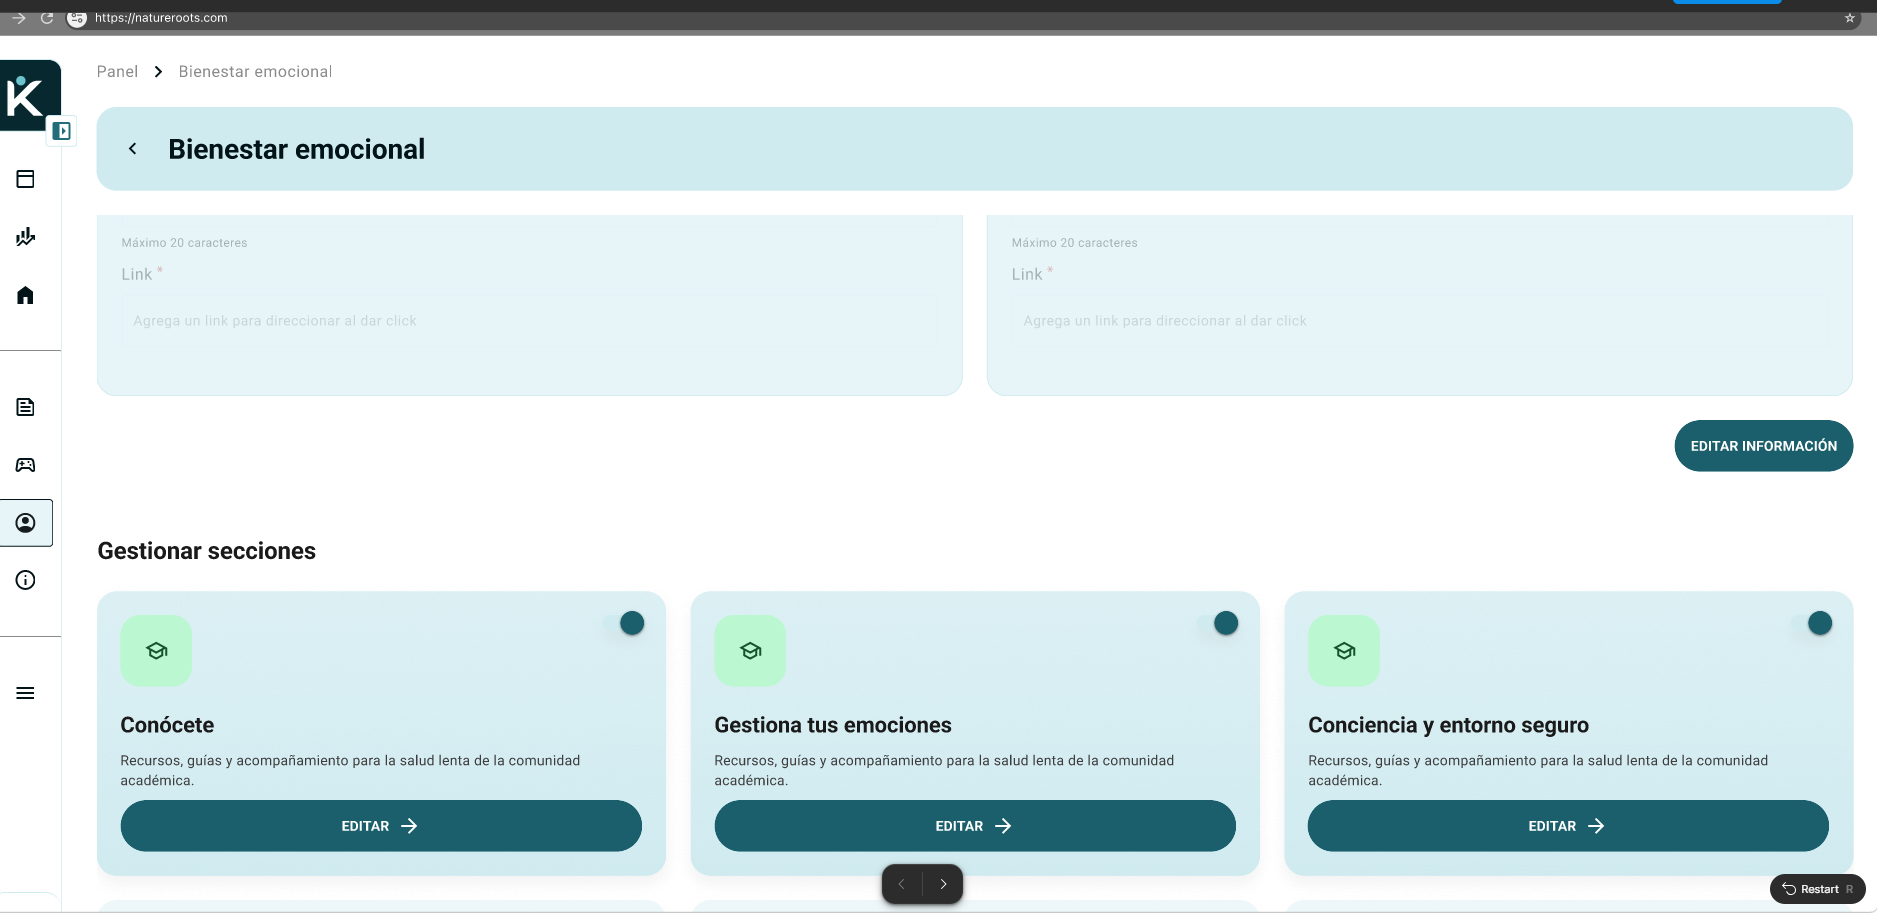 https://natureroots.com
Panel
Bienestar emocional
Bienestar emocional
Máximo 20 caracteres
Link *
Agrega un link para direccionar al dar click
Máximo 20 caracteres
Link *
Agrega un link para direccionar al dar click
EDITAR INFORMACIÓN
Gestionar secciones
Conócete
Recursos, guías y acompañamiento para la salud lenta de la comunidad
académica.
EDITAR
Gestiona tus emociones
Recursos, guías y acompañamiento para la salud lenta de la comunidad
académica.
EDITAR
Conciencia y entorno seguro
Recursos, guías y acompañamiento para la salud lenta de la comunidad
académica.
EDITAR
Restart R